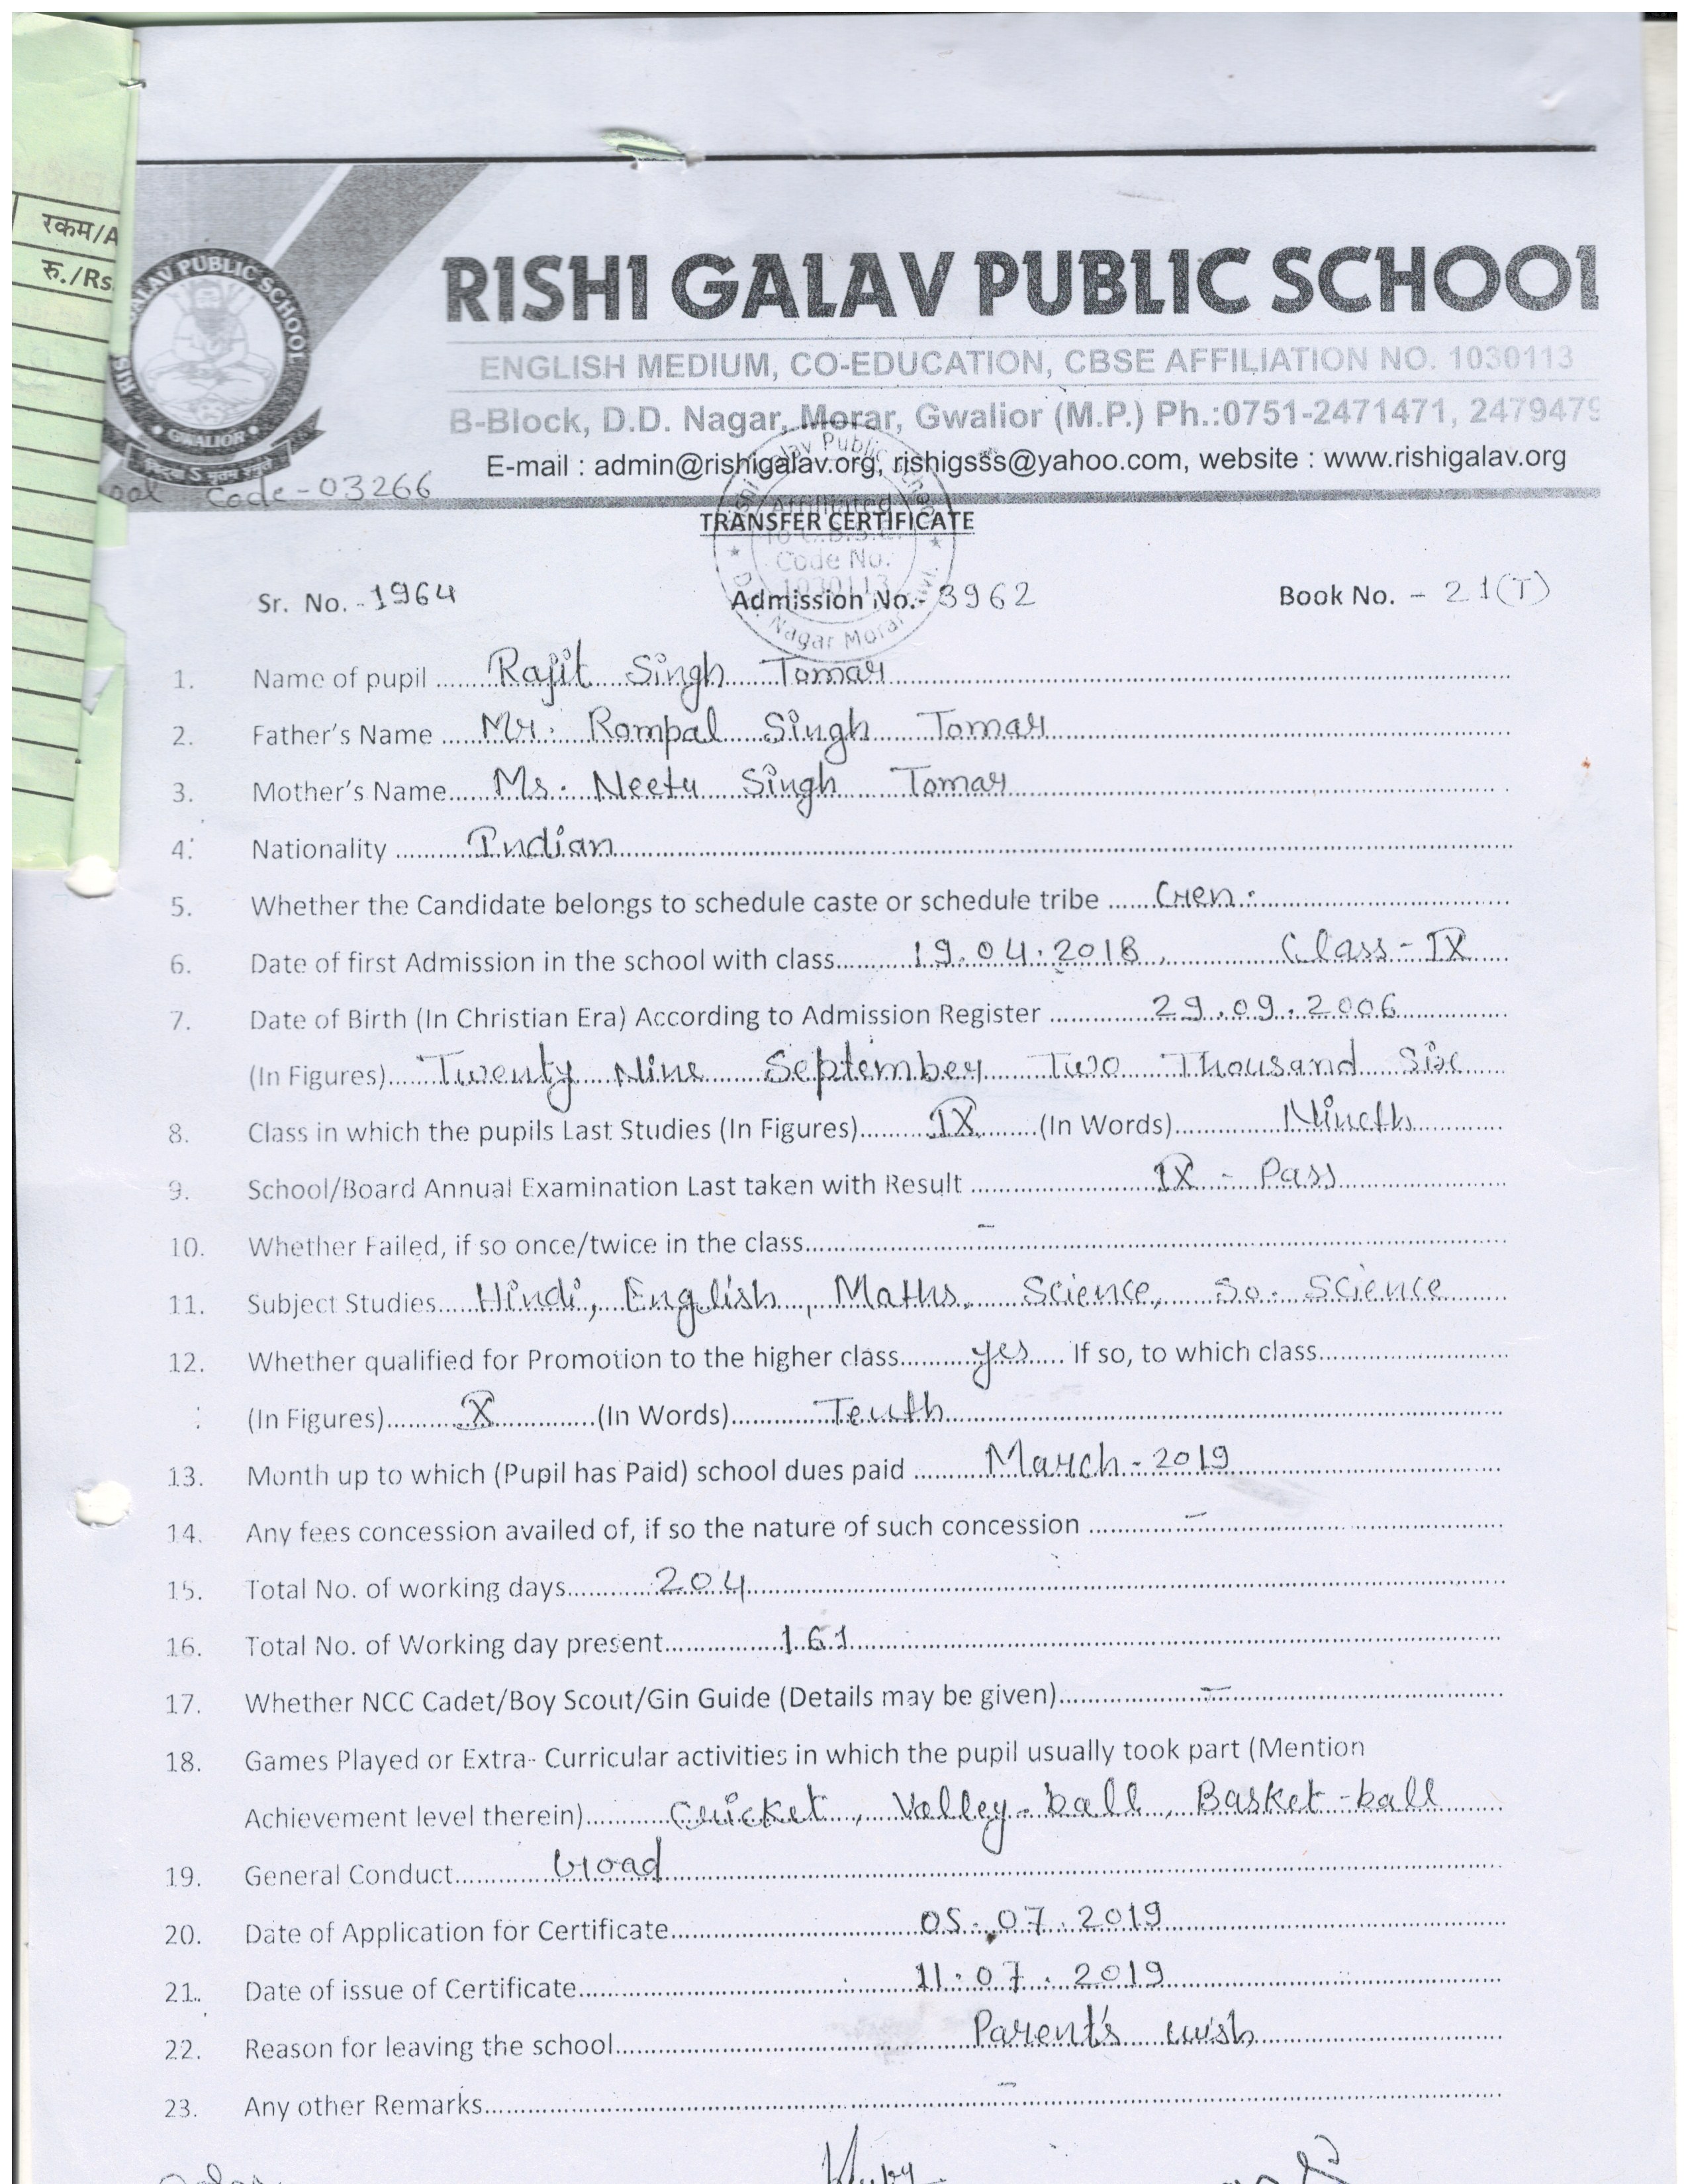 रकम/A
रु./Rs
GALAV PUBLIC SCHOOL
GWALIOR
RISHI GALAV PUBLIC SCHOOL
ENGLISH MEDIUM, CO-EDUCATION, CBSE AFFILIATION NO. 1030113
B-Block, D.D. Nagar, Morar, Gwalior (M.P.) Ph.:0751-2471471, 2479479
E-mail : admin@rishigalav.org, rishigsss@yahoo.com, website : www.rishigalav.org
Code-03266
TRANSFER CERTIFICATE
Affiliated
to C.B.S.E.
Code No.
1030113
Sr. No. - 1964 Admission No.- 3962 Book No. - 21(T)
1. Name of pupil Rajit Singh Tomar
2. Father's Name Mr. Rompal Singh Tomar
3. Mother's Name Ms. Neetu Singh Tomar
4. Nationality Indian
5. Whether the Candidate belongs to schedule caste or schedule tribe Gen.
6. Date of first Admission in the school with class 19.04.2018, Class-IX
7. Date of Birth (In Christian Era) According to Admission Register 29.09.2006
(In Figures) Twenty Nine September Two Thousand Six
8. Class in which the pupils Last Studies (In Figures) IX (In Words) Nineth
9. School/Board Annual Examination Last taken with Result IX - Pass
10. Whether Failed, if so once/twice in the class -
11. Subject Studies Hindi, English, Maths, Science, So. Science
12. Whether qualified for Promotion to the higher class yes If so, to which class
(In Figures) X (In Words) Tenth
13. Month up to which (Pupil has Paid) school dues paid March-2019
14. Any fees concession availed of, if so the nature of such concession -
15. Total No. of working days 204
16. Total No. of Working day present 161
17. Whether NCC Cadet/Boy Scout/Gin Guide (Details may be given) -
18. Games Played or Extra- Curricular activities in which the pupil usually took part (Mention
Achievement level therein) Cricket, Volley-ball, Basket-ball
19. General Conduct Good
20. Date of Application for Certificate 05.07.2019
21. Date of issue of Certificate 11.07.2019
22. Reason for leaving the school Parent's wish
23. Any other Remarks -